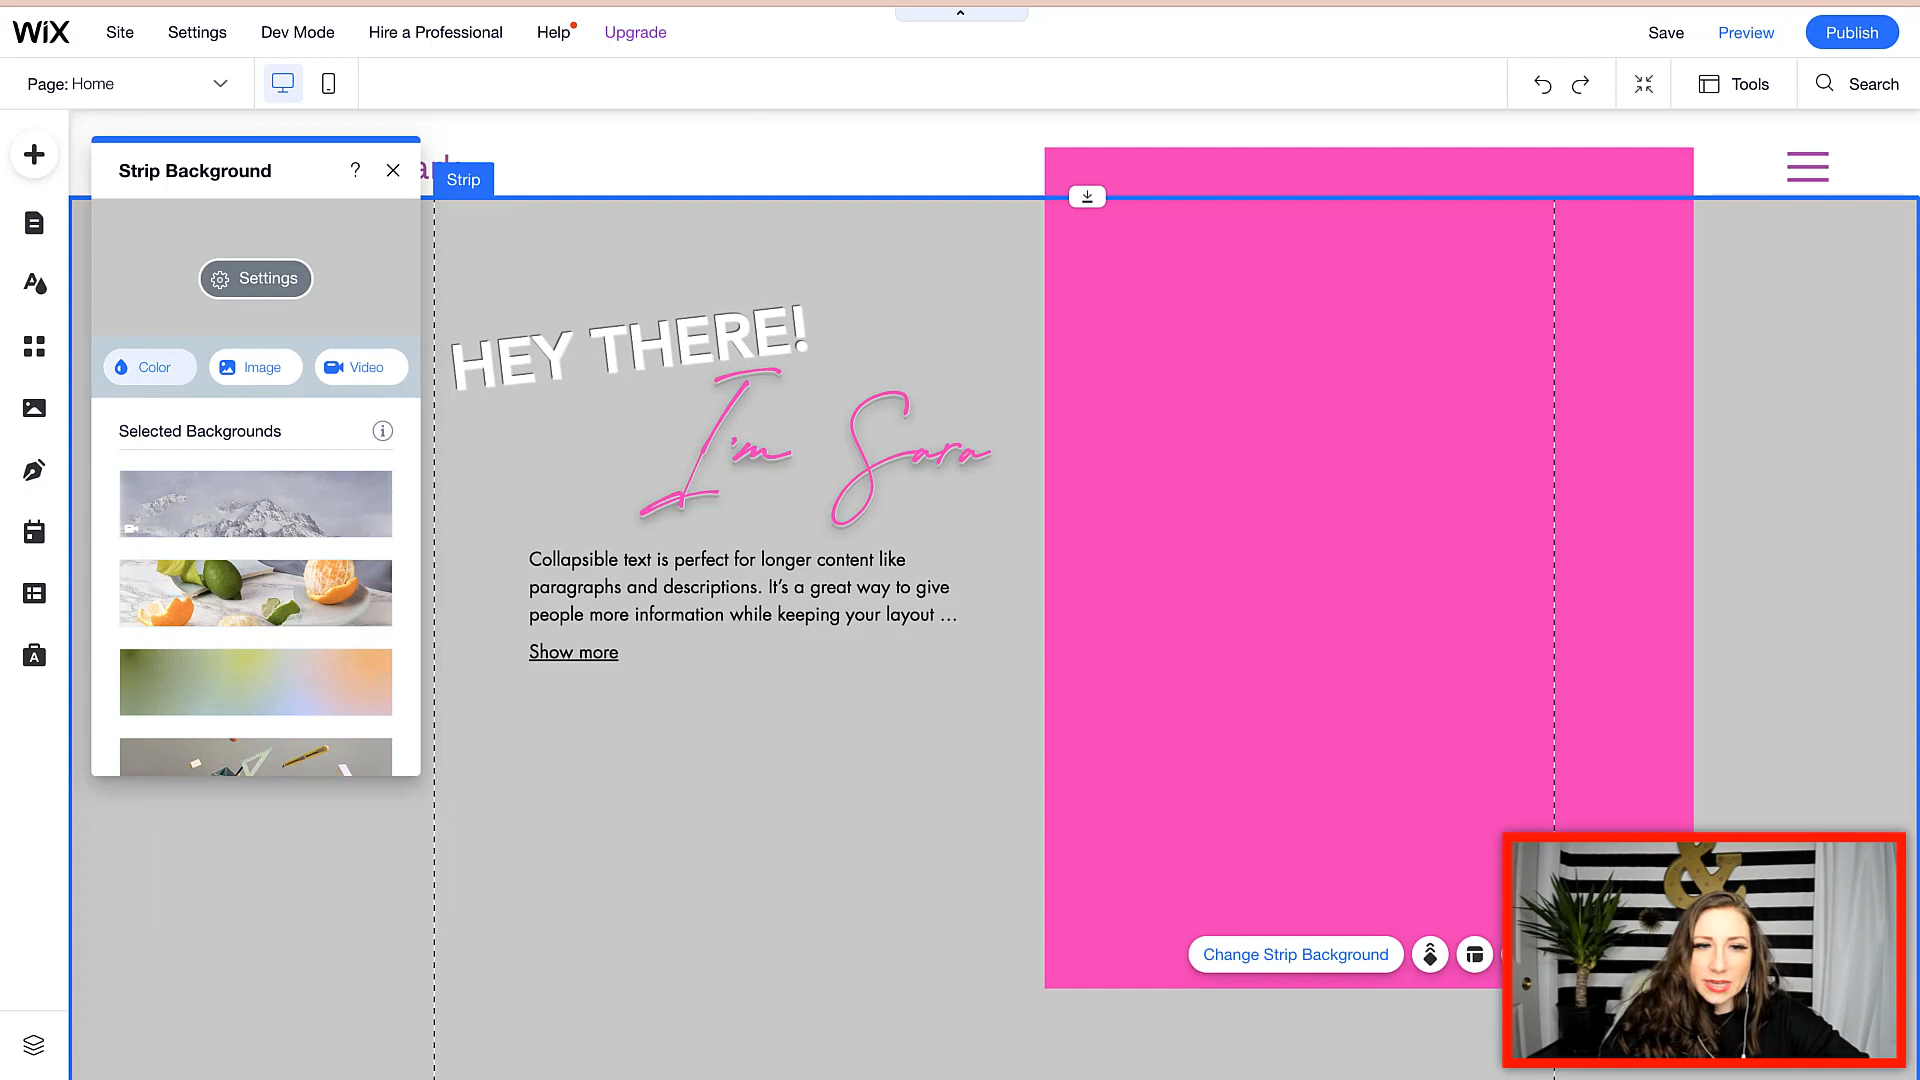 WiX Site Settings Dev Mode Hire a Professional Help Upgrade Save Preview Publish
Page: Home Tools Search
Strip Background ?
Strip
Settings
Color Image Video
Selected Backgrounds
HEY THERE!
I'm Sara
Collapsible text is perfect for longer content like
paragraphs and descriptions. It's a great way to give
people more information while keeping your layout ...
Show more
Change Strip Background
&